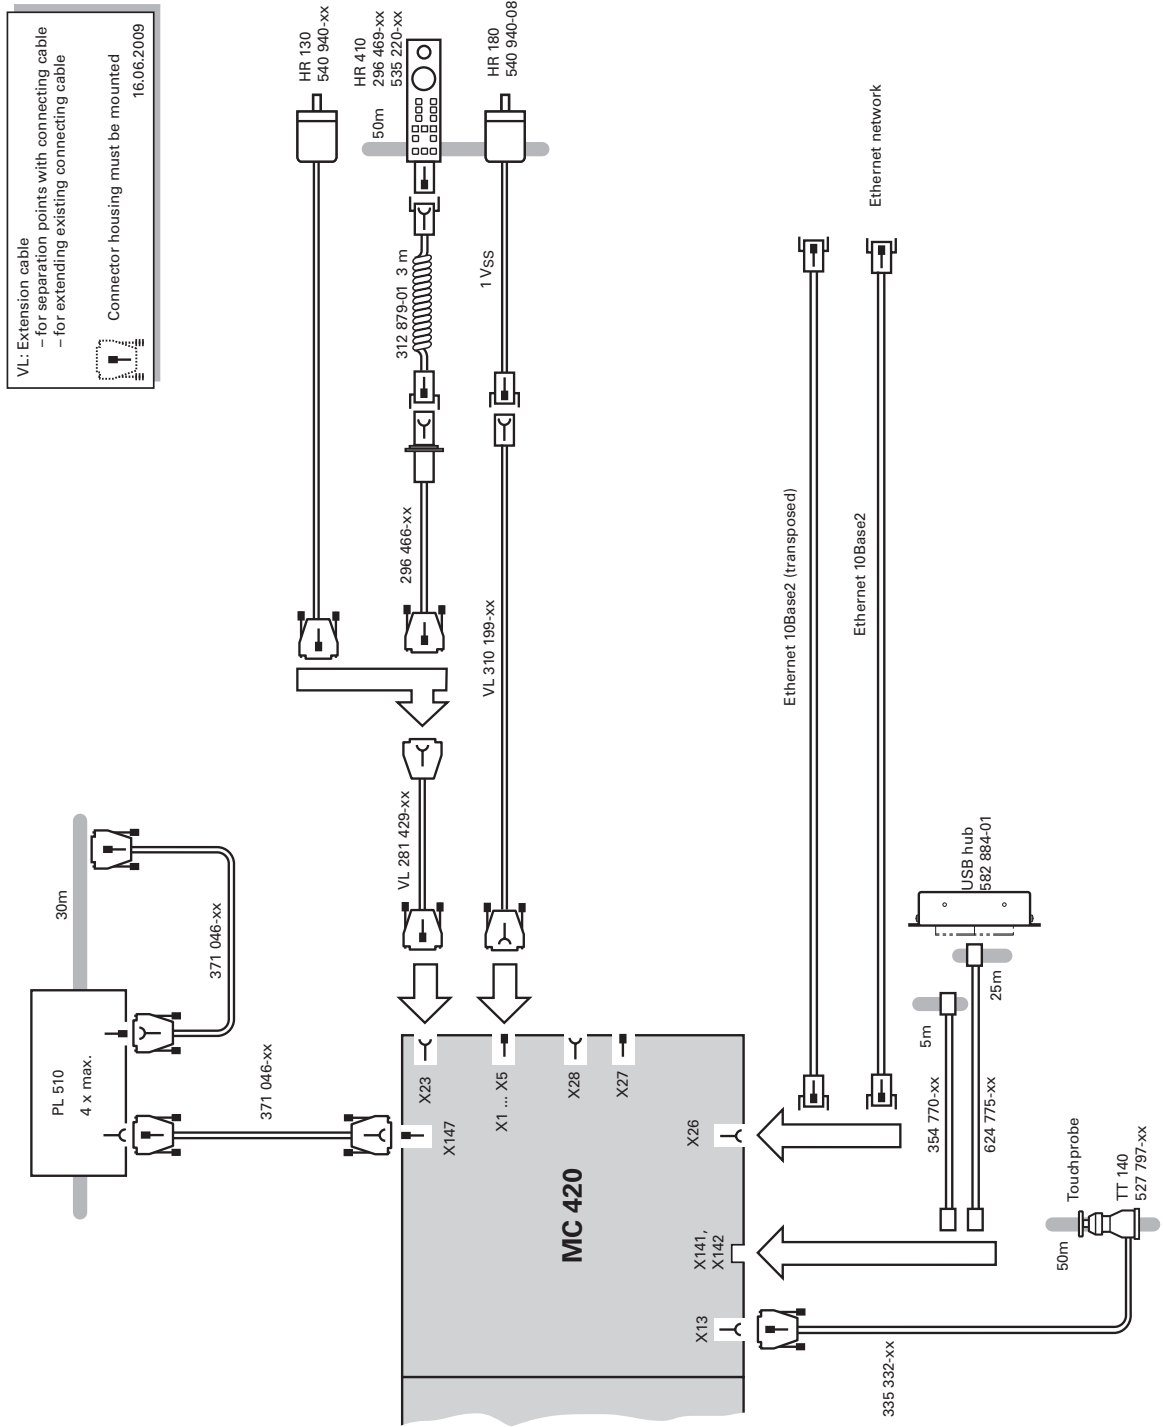 VL: Extension cable
– for separation points with connecting cable
– for extending existing connecting cable
Connector housing must be mounted
16.06.2009
HR 130
540 940-xx
HR 410
296 469-xx
535 220-xx
50m
HR 180
540 940-08
312 879-01 3 m
1 VSS
296 466-xx
VL 310 199-xx
VL 281 429-xx
30m
371 046-xx
PL 510
4 x max.
371 046-xx
Ethernet network
Ethernet 10Base2 (transposed)
Ethernet 10Base2
USB hub
582 884-01
25m
5m
354 770-xx
624 775-xx
X23
X1 ... X5
X28
X27
X147
X26
MC 420
X141,
X142
X13
Touchprobe
TT 140
527 797-xx
50m
335 332-xx